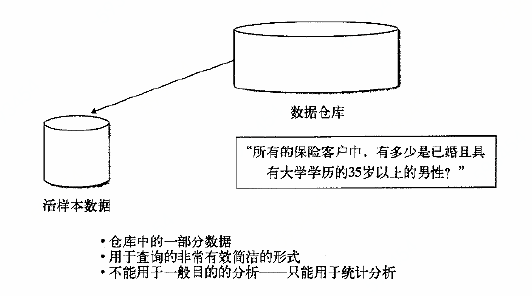 数据仓库
“所有的保险客户中，有多少是已婚且具
有大学学历的35岁以上的男性？”
活样本数据
•仓库中的一部分数据
•用于查询的非常有效简洁的形式
•不能用于一般目的的分析——只能用于统计分析